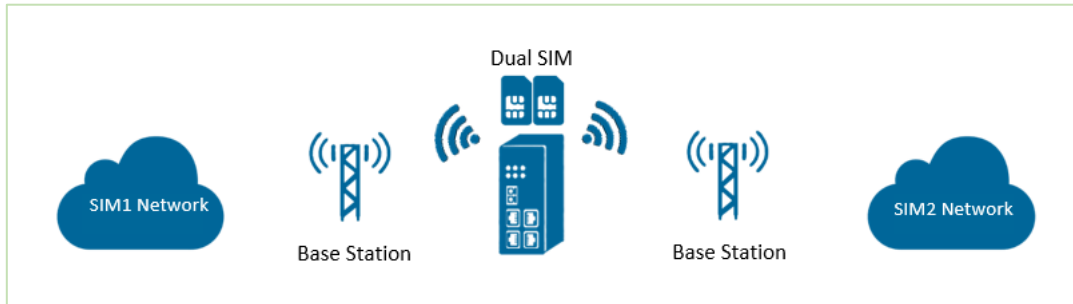 Dual SIM
SIM1 Network
SIM2 Network
Base Station
Base Station